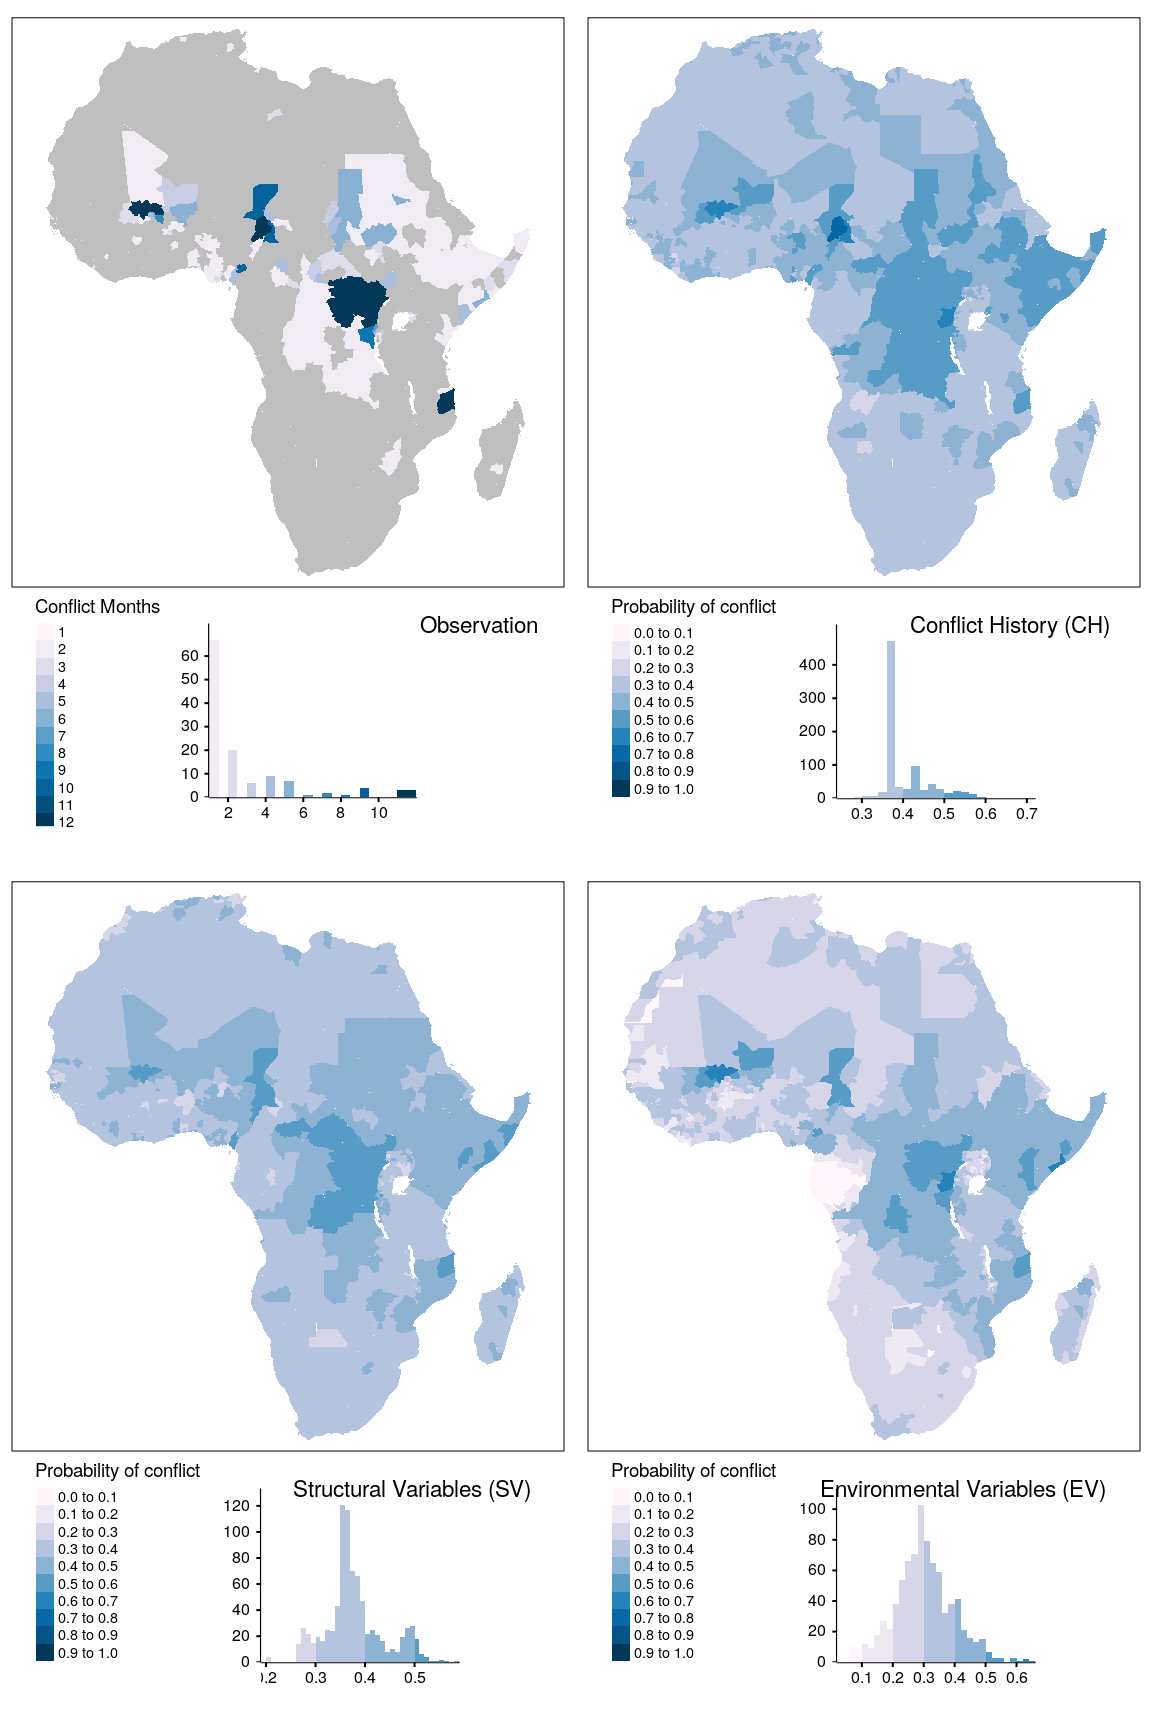 Conflict Months
Observation
1
2
3
4
5
6
7
8
9
10
11
12
60
50
40
30
20
10
0
2 4 6 8 10
Probability of conflict
Conflict History (CH)
0.0 to 0.1
0.1 to 0.2
0.2 to 0.3
0.3 to 0.4
0.4 to 0.5
0.5 to 0.6
0.6 to 0.7
0.7 to 0.8
0.8 to 0.9
0.9 to 1.0
400
300
200
100
0
0.3 0.4 0.5 0.6 0.7
Probability of conflict
Structural Variables (SV)
0.0 to 0.1
0.1 to 0.2
0.2 to 0.3
0.3 to 0.4
0.4 to 0.5
0.5 to 0.6
0.6 to 0.7
0.7 to 0.8
0.8 to 0.9
0.9 to 1.0
120
100
80
60
40
20
0
0.3 0.4 0.5
Probability of conflict
Environmental Variables (EV)
0.0 to 0.1
0.1 to 0.2
0.2 to 0.3
0.3 to 0.4
0.4 to 0.5
0.5 to 0.6
0.6 to 0.7
0.7 to 0.8
0.8 to 0.9
0.9 to 1.0
100
80
60
40
20
0
0.1 0.2 0.3 0.4 0.5 0.6